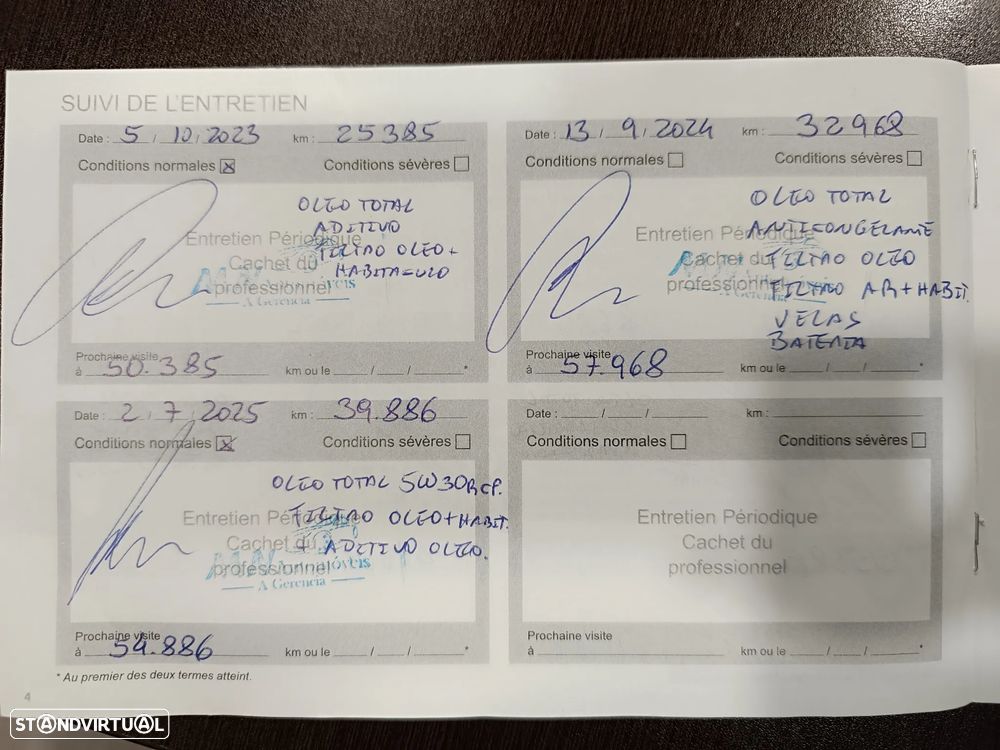 SUIVI DE L'ENTRETIEN
Date : 5 / 10 / 2023 km : 25385
Conditions normales Conditions sévères
OLEO TOTAL
ADITIVO
Entretien Périodique
FILTRO OLEO +
Cachet du
HABITACULO
professionnel
A Gerência
Prochaine visite
à 50.385 km ou le / / *
Date : 13 / 9 / 2024 km : 32968
Conditions normales Conditions sévères
OLEO TOTAL
ANTICONGELANTE
Entretien Périodique
FILTRO OLEO
Cachet du
FILTRO AR + HABIT.
professionnel
A Gerência
VELAS
BATERIA
Prochaine visite
à 57.968 km ou le / / *
Date : 2 / 7 / 2025 km : 39.886
Conditions normales Conditions sévères
OLEO TOTAL 5W30 RCP.
FILTRO OLEO + HABIT.
Entretien Périodique
+ ADITIVO OLEO.
Cachet du
professionnel
A Gerência
Prochaine visite
à 54.886 km ou le / / *
Date : / / km :
Conditions normales Conditions sévères
Entretien Périodique
Cachet du
professionnel
Prochaine visite
à km ou le / / *
* Au premier des deux termes atteint.
4
STANDVIRTUAL